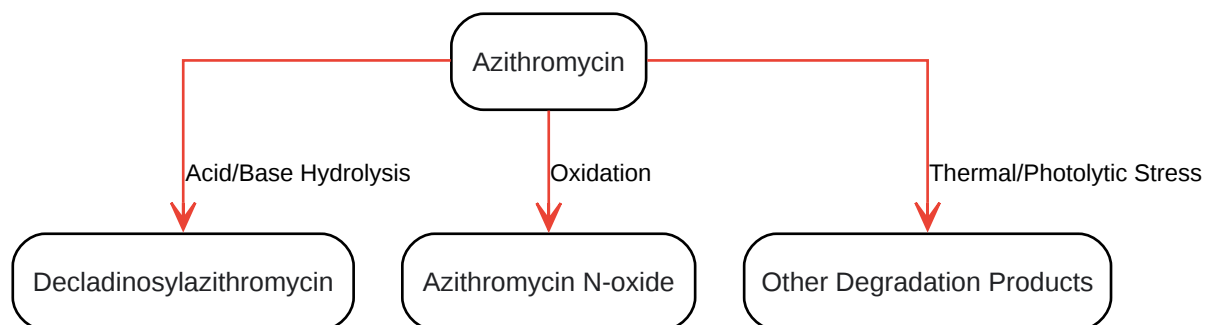 Azithromycin
Acid/Base Hydrolysis
Oxidation
Thermal/Photolytic Stress
Decladinosylazithromycin
Azithromycin N-oxide
Other Degradation Products